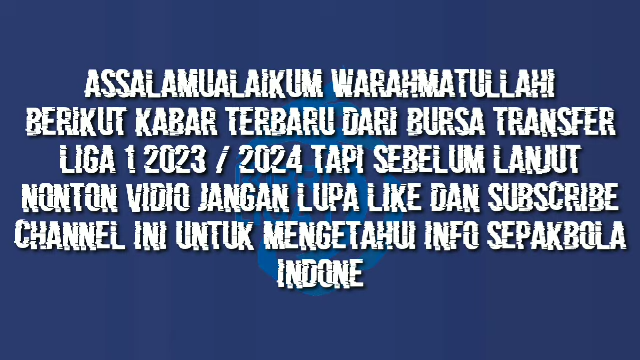 ASSALAMUALAIKUM WARAHMATULLAHI
BERIKUT KABAR TERBARU DARI BURSA TRANSFER
LIGA 1 2023 / 2024 TAPI SEBELUM LANJUT
NONTON VIDIO JANGAN LUPA LIKE DAN SUBSCRIBE
CHANNEL INI UNTUK MENGETAHUI INFO SEPAKBOLA
INDONE